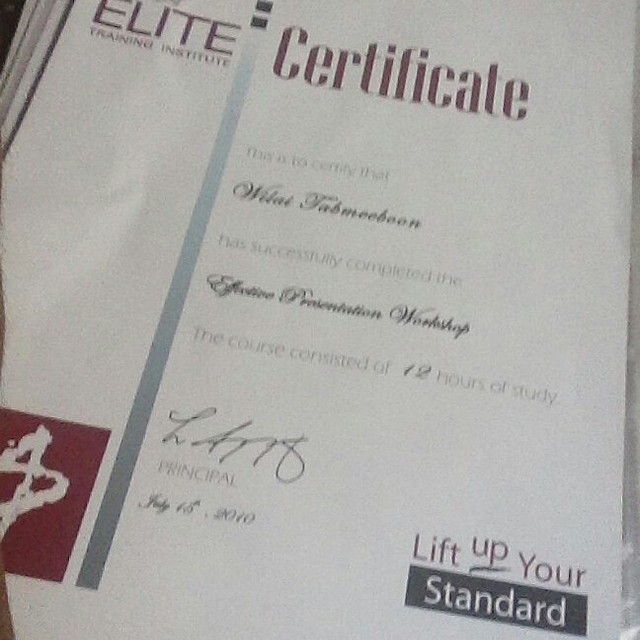 ELITE
TRAINING INSTITUTE
Certificate
This is to certify that
Wilai Tabmeeboon
has successfully completed the
Effective Presentation Workshop
The course consisted of 12 hours of study
PRINCIPAL
July 15th, 2010
Lift up Your
Standard